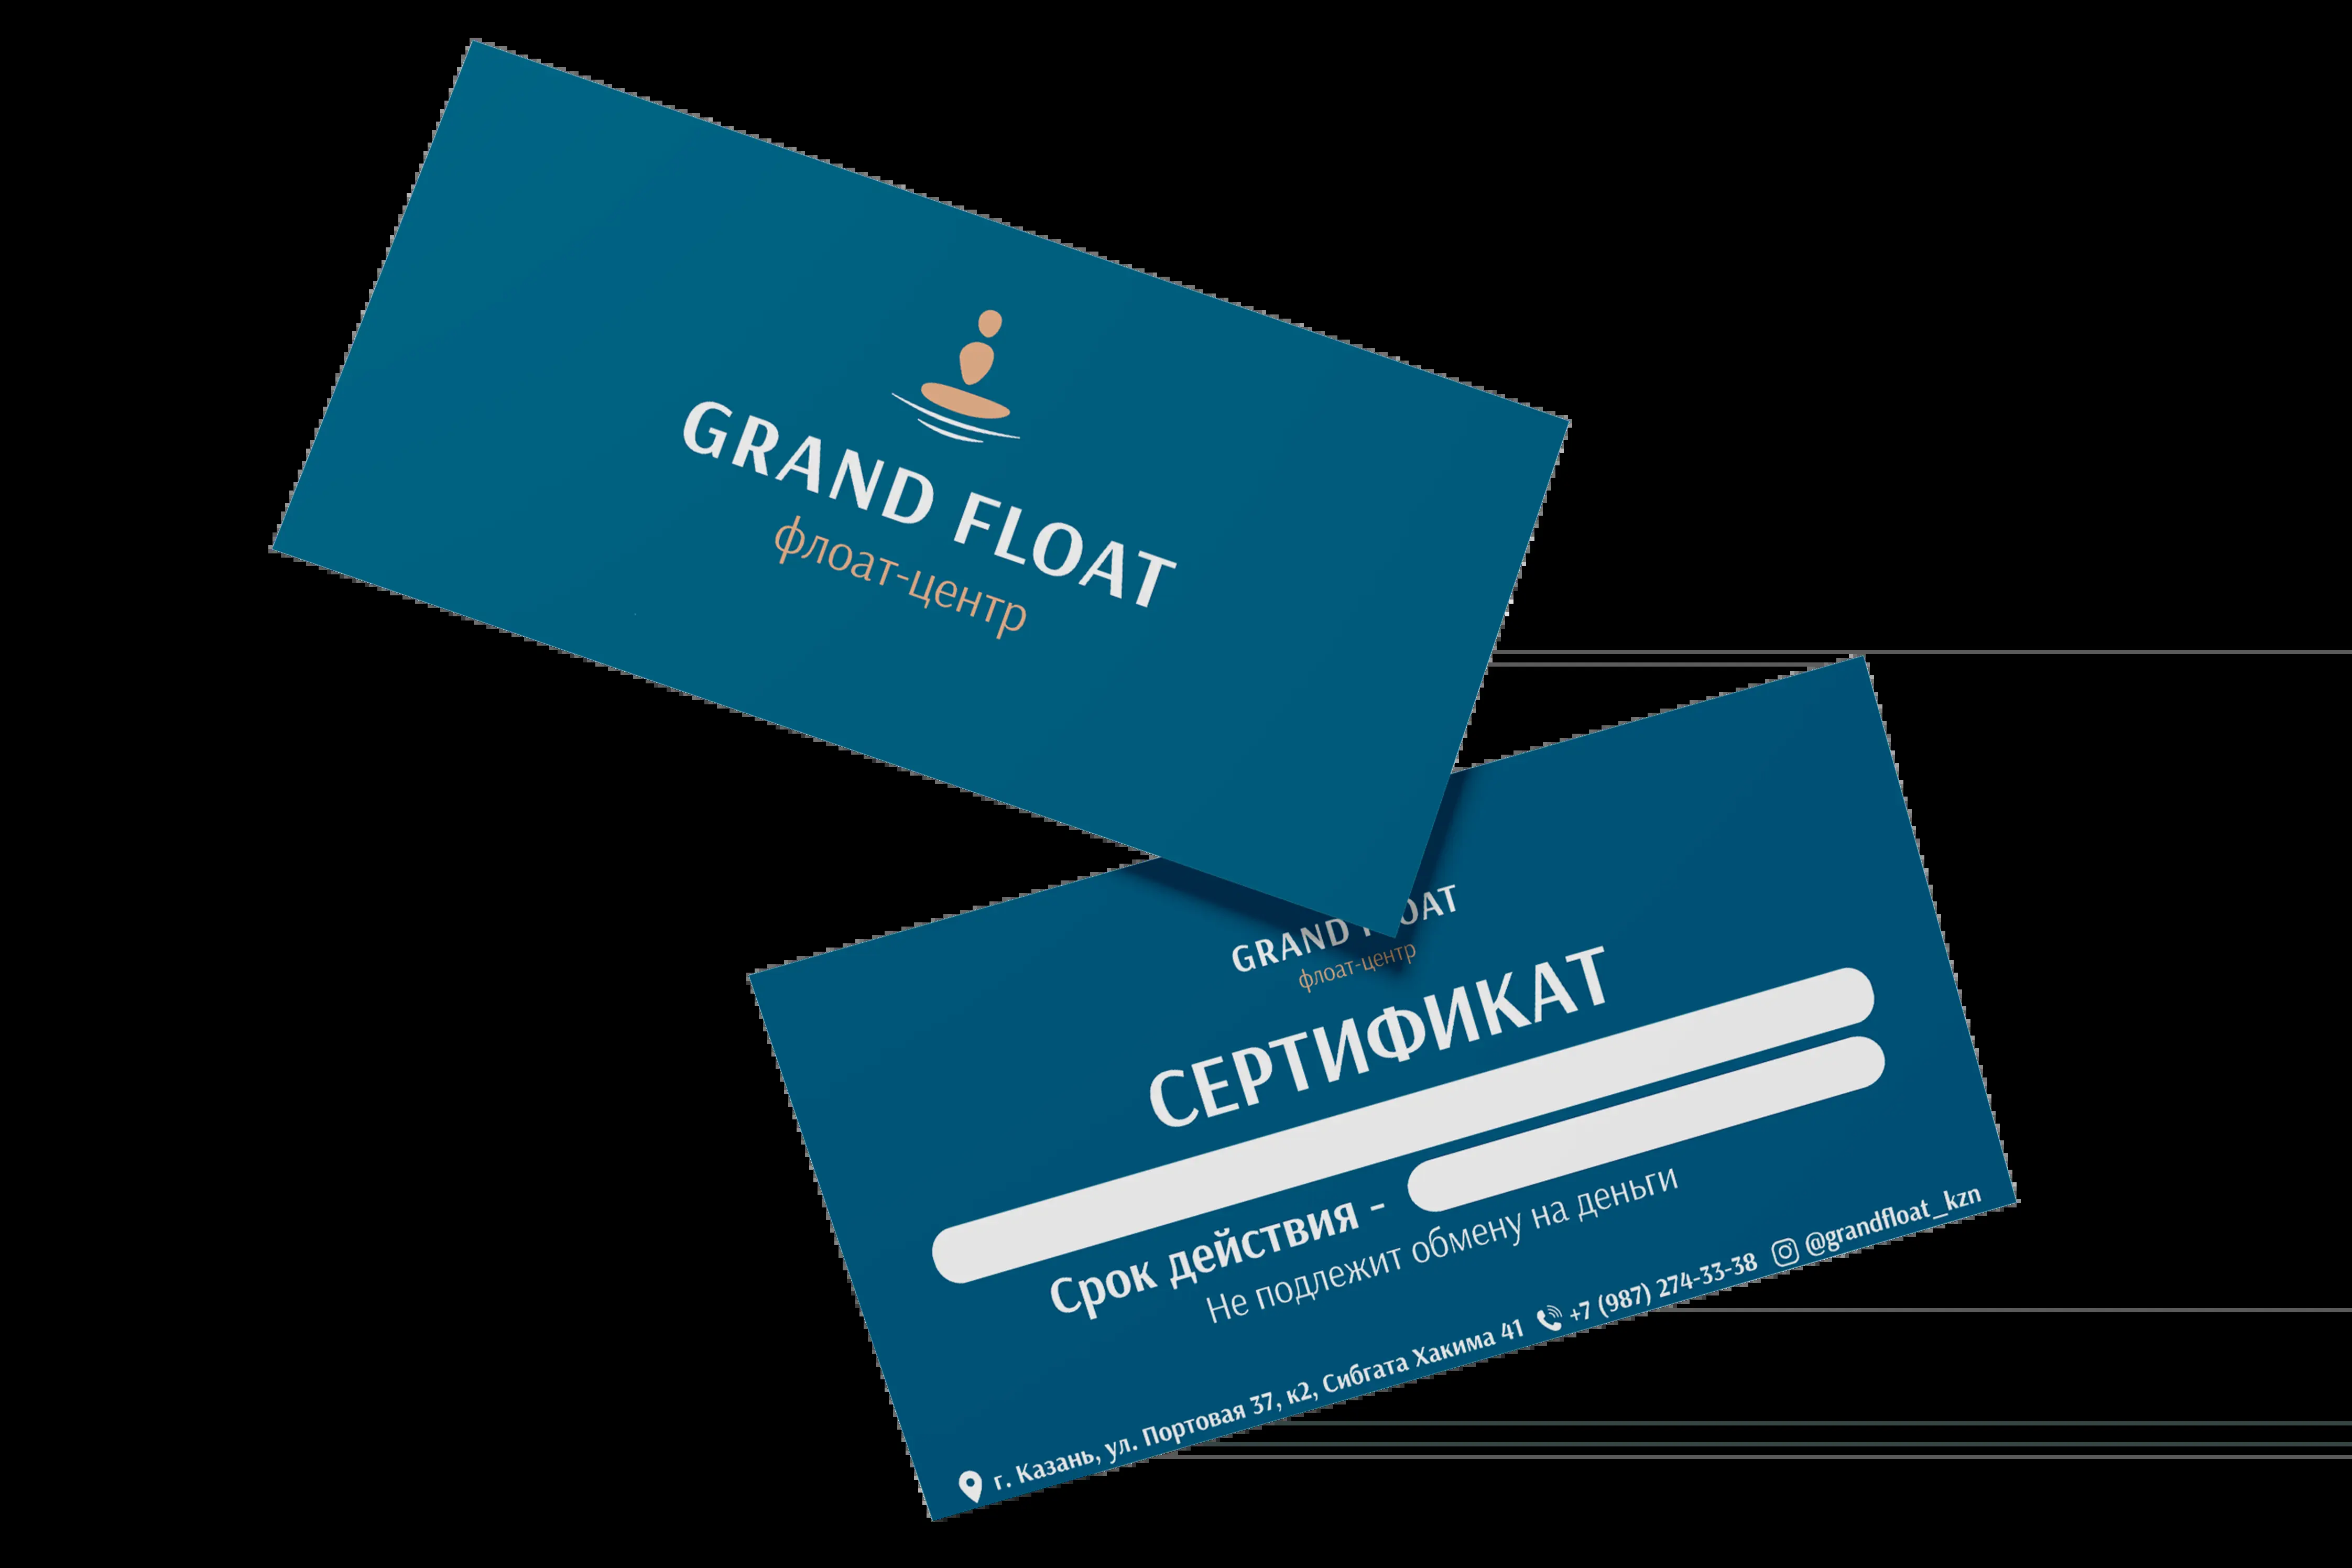 GRAND FLOAT
флоат-центр
GRAND OAT
флоат-центр
СЕРТИФИКАТ
Срок действия -
Не подлежит обмену на деньги
г. Казань, ул. Портовая 37, к2, Сибгата Хакима 41 +7 (987) 274-33-38 @grandfloat_kzn